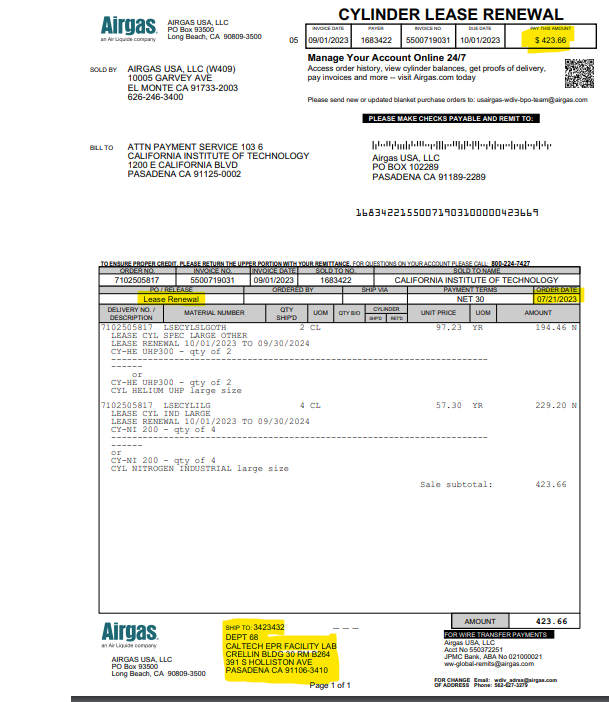 CYLINDER LEASE RENEWAL
Airgas
an Air Liquide company
AIRGAS USA, LLC
PO Box 93500
Long Beach, CA 90809-3500
05
INVOICE DATE PAYER INVOICE NO. DUE DATE PAY THIS AMOUNT
09/01/2023 1683422 5500719031 10/01/2023 $ 423.66
Manage Your Account Online 24/7
Access order history, view cylinder balances, get proofs of delivery,
pay invoices and more -- visit Airgas.com today
Please send new or updated blanket purchase orders to: usairgas-wdiv-bpo-team@airgas.com
SOLD BY
AIRGAS USA, LLC (W409)
10005 GARVEY AVE
EL MONTE CA 91733-2003
626-246-3400
PLEASE MAKE CHECKS PAYABLE AND REMIT TO:
BILL TO
ATTN PAYMENT SERVICE 103 6
CALIFORNIA INSTITUTE OF TECHNOLOGY
1200 E CALIFORNIA BLVD
PASADENA CA 91125-0002
Airgas USA, LLC
PO BOX 102289
PASADENA CA 91189-2289
1683422155007190310000042366​9
TO ENSURE PROPER CREDIT, PLEASE RETURN THE UPPER PORTION WITH YOUR REMITTANCE. FOR QUESTIONS ON YOUR ACCOUNT PLEASE CALL: 800-224-7427
ORDER NO. INVOICE NO. INVOICE DATE SOLD TO NO. SOLD TO NAME
7102505817 5500719031 09/01/2023 1683422 CALIFORNIA INSTITUTE OF TECHNOLOGY
PO / RELEASE ORDERED BY SHIP VIA PAYMENT TERMS ORDER DATE
Lease Renewal NET 30 07/21/2023
DELIVERY NO. / DESCRIPTION MATERIAL NUMBER QTY SHIP'D UOM QTY B/O CYLINDER SHP'D RET'D UNIT PRICE UOM AMOUNT
7102505817 LSECYLSLGOTH 2 CL 97.23 YR 194.46 N
LEASE CYL SPEC LARGE OTHER
LEASE RENEWAL 10/01/2023 TO 09/30/2024
CY-HE UHP300 - qty of 2
------------------------------------------------
------
or
CY-HE UHP300 - qty of 2
CYL HELIUM UHP large size
7102505817 LSECYLILG 4 CL 57.30 YR 229.20 N
LEASE CYL IND LARGE
LEASE RENEWAL 10/01/2023 TO 09/30/2024
CY-NI 200 - qty of 4
------------------------------------------------
------
or
CY-NI 200 - qty of 4
CYL NITROGEN INDUSTRIAL large size
Sale subtotal: 423.66
AMOUNT 423.66
Airgas
an Air Liquide company
AIRGAS USA, LLC
PO Box 93500
Long Beach, CA 90809-3500
SHIP TO: 3423432
DEPT 68
CALTECH EPR FACILITY LAB
CRELLIN BLDG 30 RM B264
391 S HOLLISTON AVE
PASADENA CA 91106-3410
Page 1 of 1
FOR WIRE TRANSFER PAYMENTS
Airgas USA, LLC
Acct No 550372251
JPMC Bank, ABA No 021000021
ww-global-remits@airgas.com
FOR CHANGE Email: wdiv_adrss@airgas.com
OF ADDRESS Phone: 562-627-3279